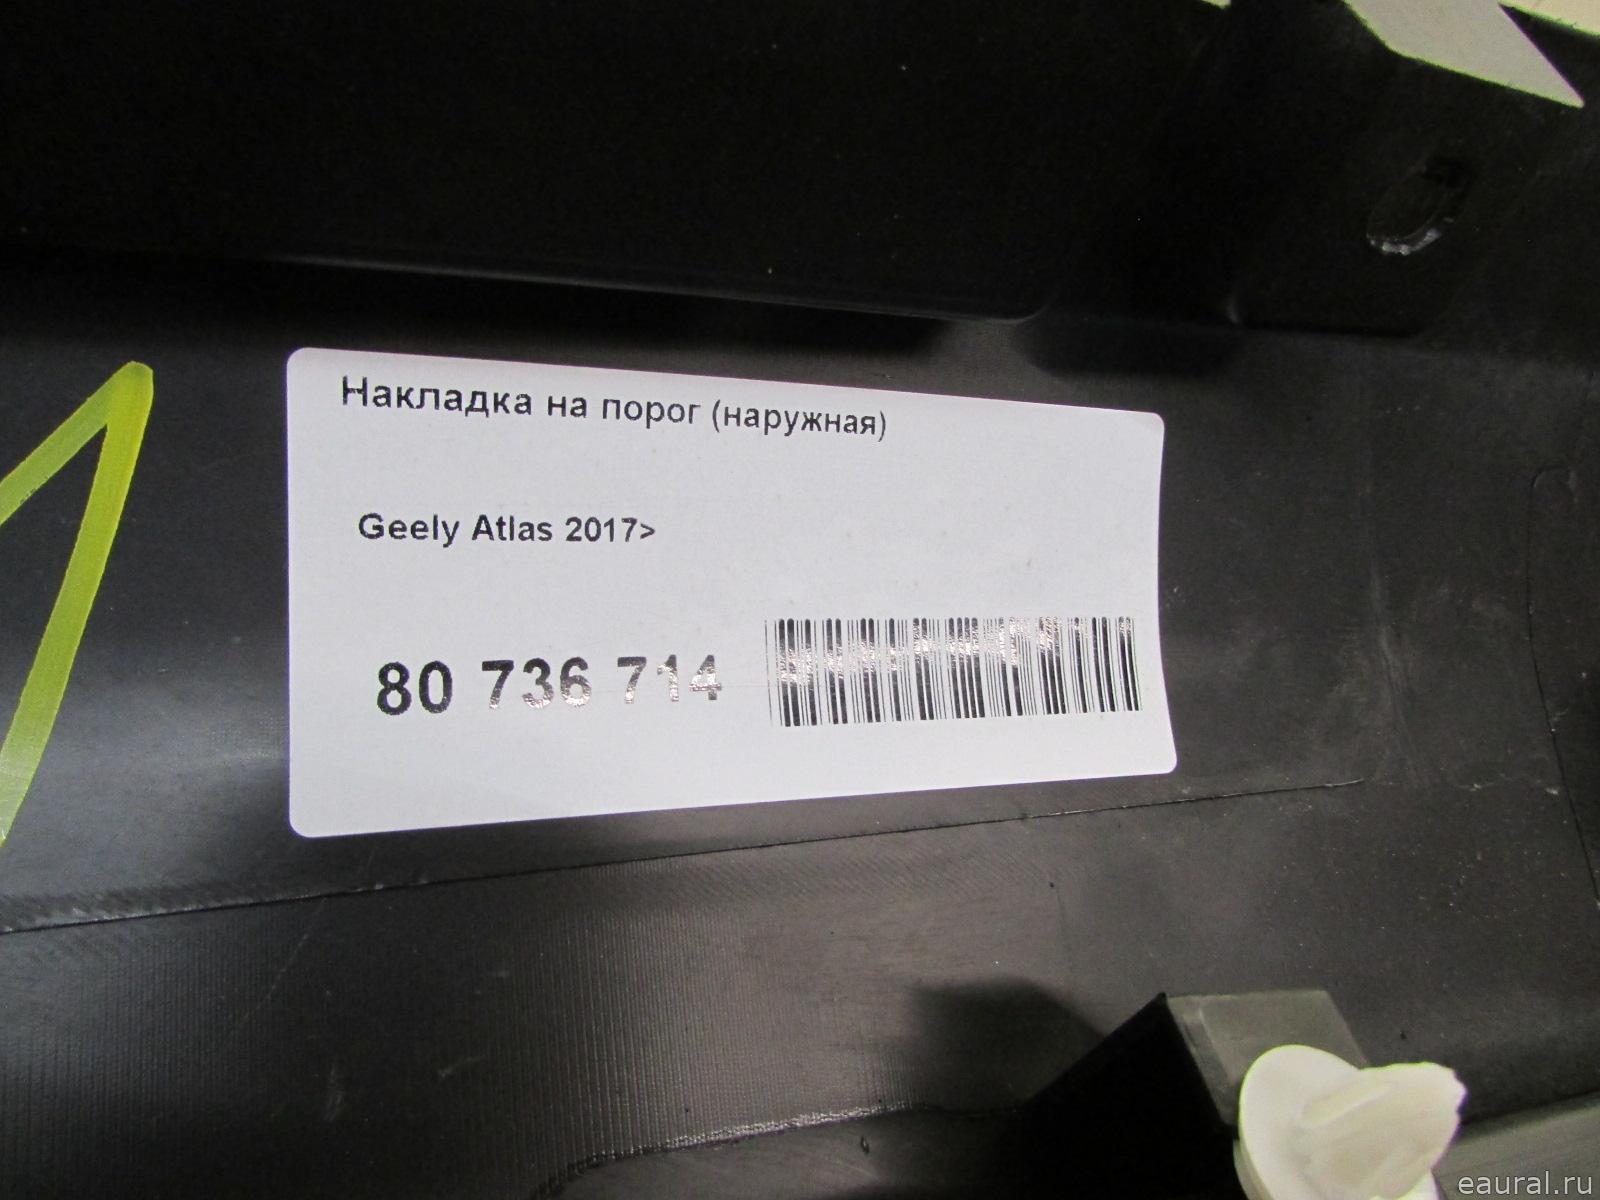 Накладка на порог (наружная)
Geely Atlas 2017>
80 736 714
eaural.ru